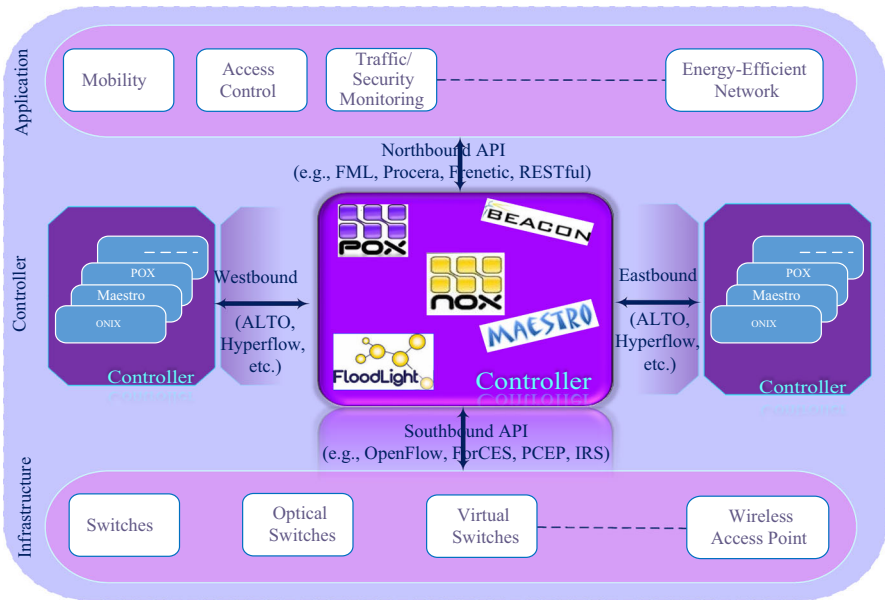 Application
Mobility
Access
Control
Traffic/
Security
Monitoring
Energy-Efficient
Network
Northbound API
(e.g., FML, Procera, Frenetic, RESTful)
Controller
POX
Maestro
ONIX
Controller
Westbound
(ALTO,
Hyperflow,
etc.)
POX
BEACON
nox
MAESTRO
FloodLight
Controller
Eastbound
(ALTO,
Hyperflow,
etc.)
POX
Maestro
ONIX
Controller
Southbound API
(e.g., OpenFlow, ForCES, PCEP, IRS)
Infrastructure
Switches
Optical
Switches
Virtual
Switches
Wireless
Access Point